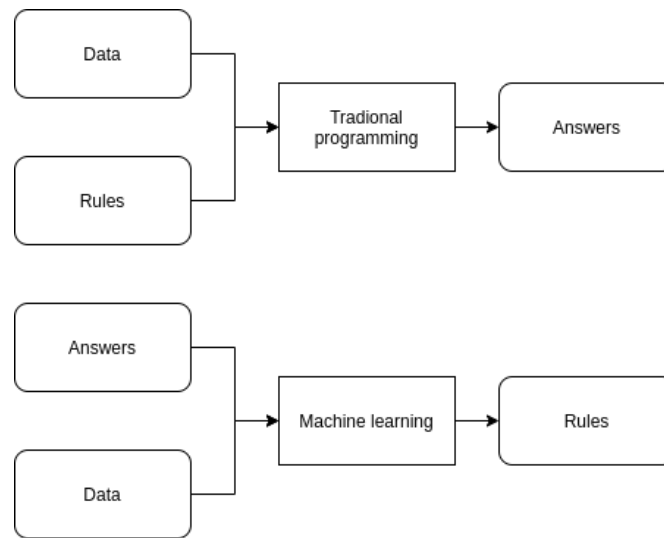 Data
Rules
Tradional
programming
Answers
Answers
Data
Machine learning
Rules